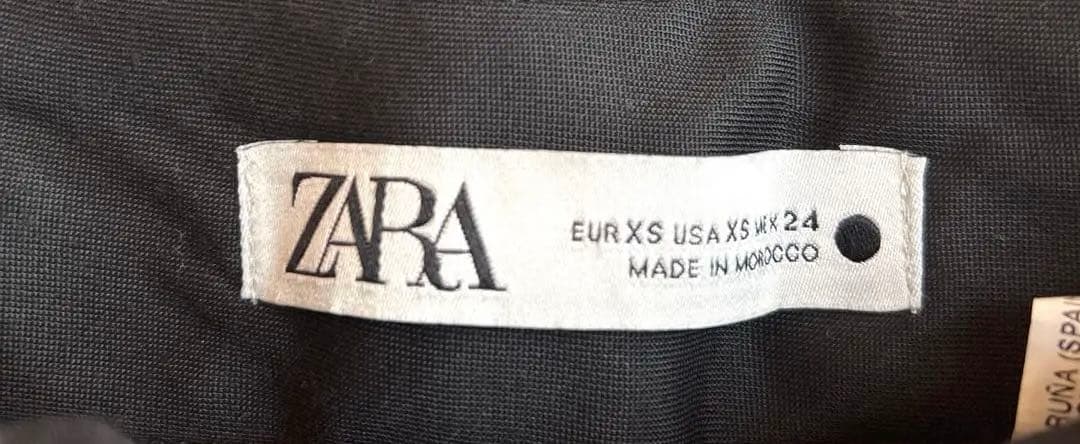 ZARA
EUR XS USA XS MEX 24
MADE IN MOROCCO
RUÑA (SPAI